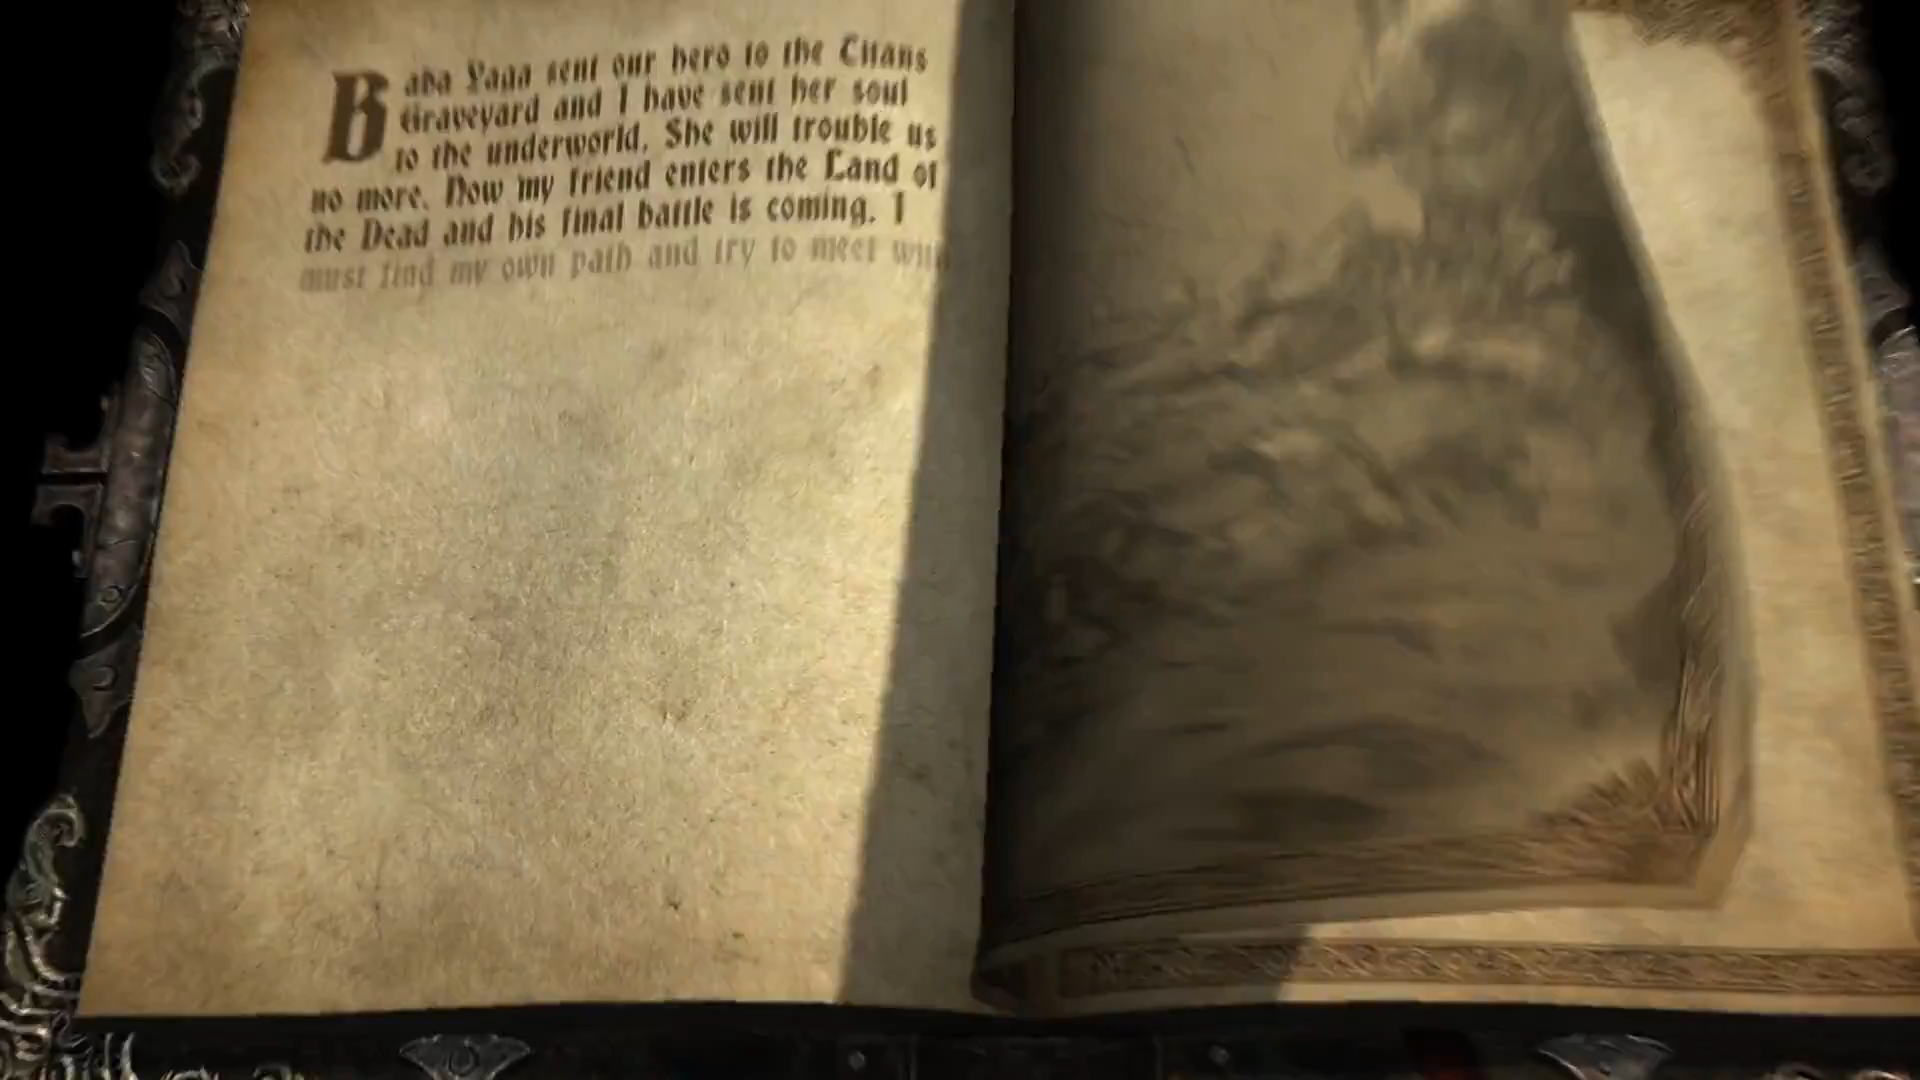 Baba Yaga sent our hero to the Titans
Graveyard and I have sent her soul
to the underworld. She will trouble us
no more. Now my friend enters the Land of
the Dead and his final battle is coming. I
must find my own path and try to meet with